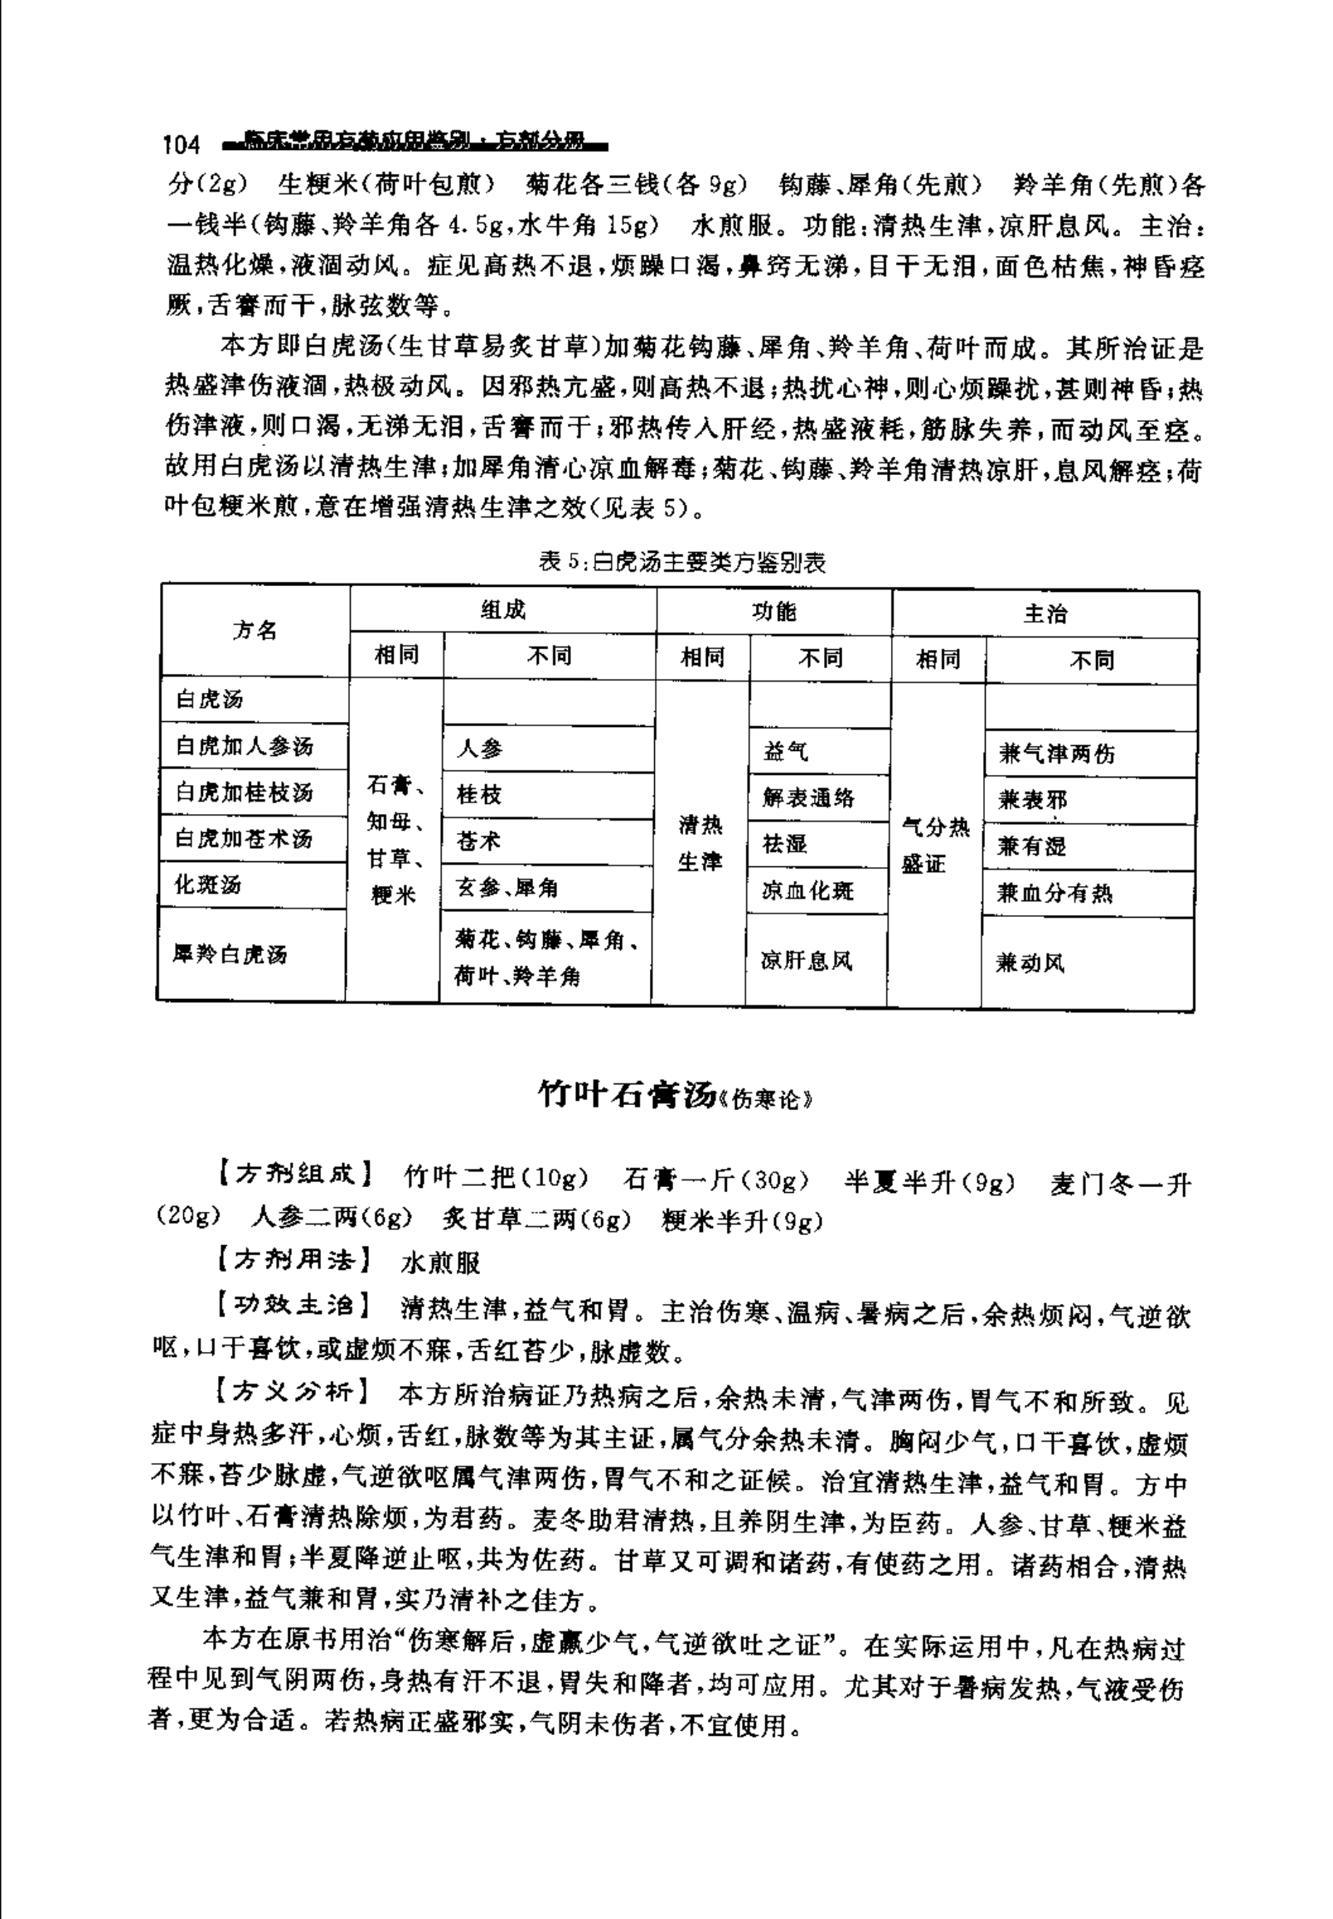 104 临床常用方药应用鉴别·方剂分册
分(2g) 生粳米(荷叶包煎) 菊花各三钱(各9g) 钩藤、犀角(先煎) 羚羊角(先煎)各
一钱半(钩藤、羚羊角各4.5g,水牛角15g) 水煎服。功能:清热生津,凉肝息风。主治:
温热化燥,液涸动风。症见高热不退,烦躁口渴,鼻窍无涕,目干无泪,面色枯焦,神昏痉
厥,舌謇而干,脉弦数等。
本方即白虎汤(生甘草易炙甘草)加菊花钩藤、犀角、羚羊角、荷叶而成。其所治证是
热盛津伤液涸,热极动风。因邪热亢盛,则高热不退;热扰心神,则心烦躁扰,甚则神昏;热
伤津液,则口渴,无涕无泪,舌謇而干;邪热传入肝经,热盛液耗,筋脉失养,而动风至痉。
故用白虎汤以清热生津;加犀角清心凉血解毒;菊花、钩藤、羚羊角清热凉肝,息风解痉;荷
叶包粳米煎,意在增强清热生津之效(见表5)。
表5:白虎汤主要类方鉴别表
方名 组成 功能 主治
相同 不同 相同 不同 相同 不同
白虎汤 石膏、知母、甘草、粳米 清热生津 气分热盛证
白虎加人参汤 人参 益气 兼气津两伤
白虎加桂枝汤 桂枝 解表通络 兼表邪
白虎加苍术汤 苍术 祛湿 兼有湿
化斑汤 玄参、犀角 凉血化斑 兼血分有热
犀羚白虎汤 菊花、钩藤、犀角、荷叶、羚羊角 凉肝息风 兼动风
竹叶石膏汤《伤寒论》
【方剂组成】 竹叶二把(10g) 石膏一斤(30g) 半夏半升(9g) 麦门冬一升
(20g) 人参二两(6g) 炙甘草二两(6g) 粳米半升(9g)
【方剂用法】 水煎服
【功效主治】 清热生津,益气和胃。主治伤寒、温病、暑病之后,余热烦闷,气逆欲
呕,口干喜饮,或虚烦不寐,舌红苔少,脉虚数。
【方义分析】 本方所治病证乃热病之后,余热未清,气津两伤,胃气不和所致。见
症中身热多汗,心烦,舌红,脉数等为其主证,属气分余热未清。胸闷少气,口干喜饮,虚烦
不寐,苔少脉虚,气逆欲呕属气津两伤,胃气不和之证候。治宜清热生津,益气和胃。方中
以竹叶、石膏清热除烦,为君药。麦冬助君清热,且养阴生津,为臣药。人参、甘草、粳米益
气生津和胃;半夏降逆止呕,共为佐药。甘草又可调和诸药,有使药之用。诸药相合,清热
又生津,益气兼和胃,实乃清补之佳方。
本方在原书用治“伤寒解后,虚羸少气,气逆欲吐之证”。在实际运用中,凡在热病过
程中见到气阴两伤,身热有汗不退,胃失和降者,均可应用。尤其对于暑病发热,气液受伤
者,更为合适。若热病正盛邪实,气阴未伤者,不宜使用。